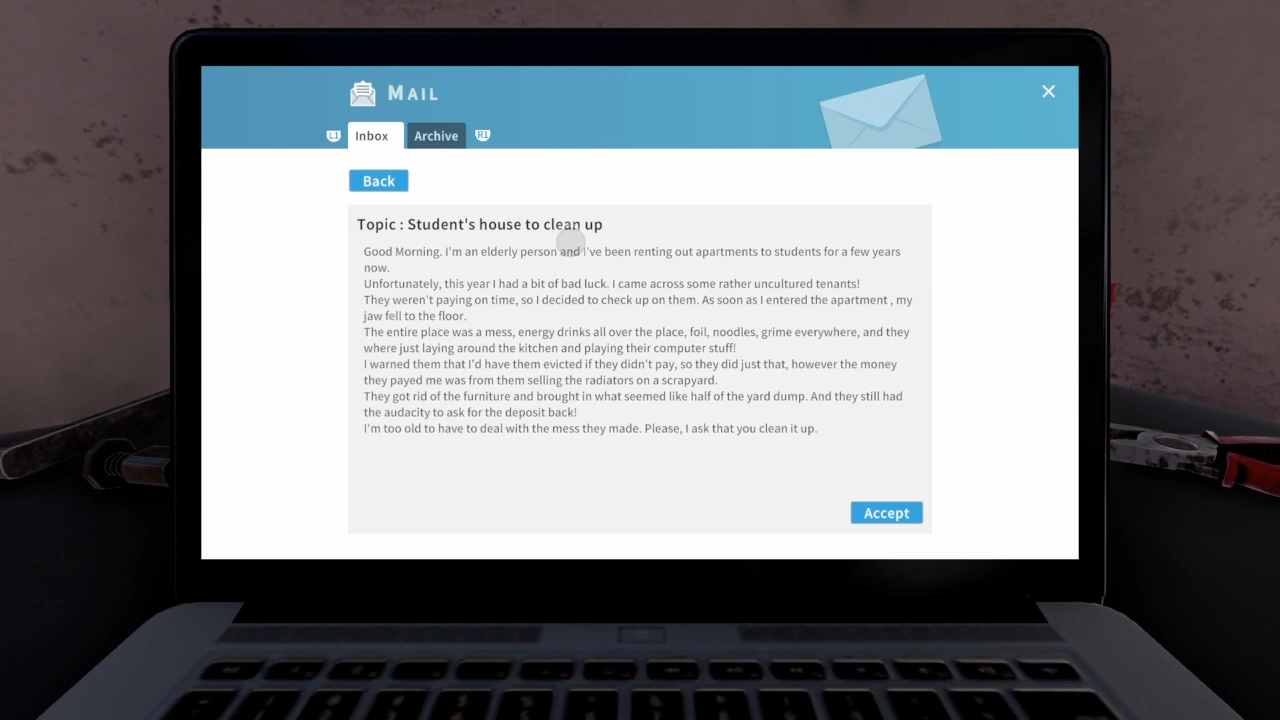 MAIL
L1
Inbox
Archive
R1
Back
Topic : Student's house to clean up
Good Morning. I'm an elderly person and I've been renting out apartments to students for a few years
now.
Unfortunately, this year I had a bit of bad luck. I came across some rather uncultured tenants!
They weren't paying on time, so I decided to check up on them. As soon as I entered the apartment , my
jaw fell to the floor.
The entire place was a mess, energy drinks all over the place, foil, noodles, grime everywhere, and they
where just laying around the kitchen and playing their computer stuff!
I warned them that I'd have them evicted if they didn't pay, so they did just that, however the money
they payed me was from them selling the radiators on a scrapyard.
They got rid of the furniture and brought in what seemed like half of the yard dump. And they still had
the audacity to ask for the deposit back!
I'm too old to have to deal with the mess they made. Please, I ask that you clean it up.
Accept